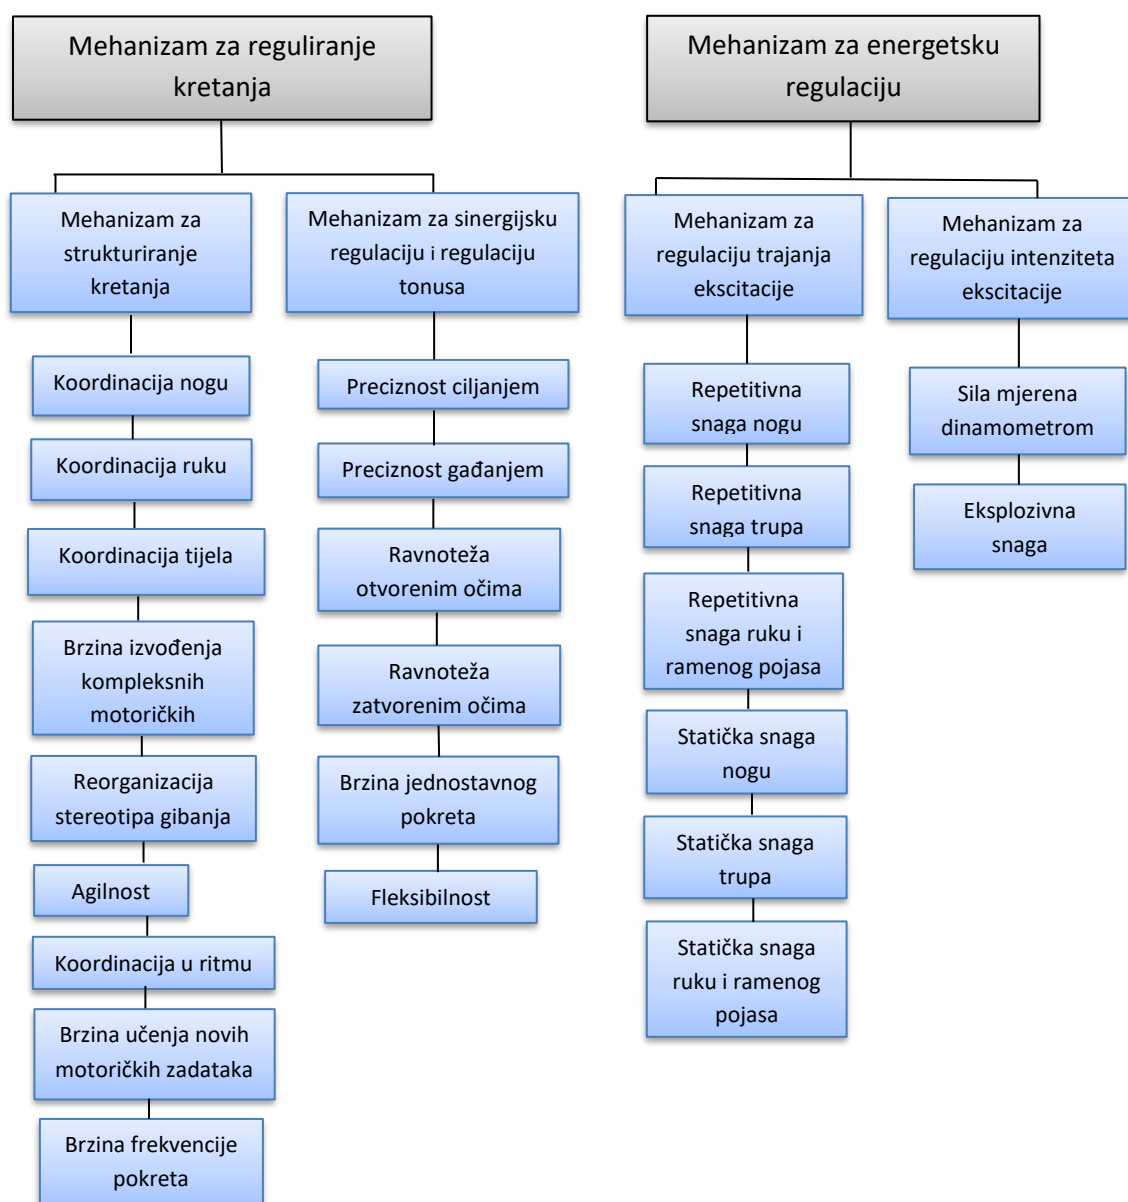 Mehanizam za reguliranje
kretanja
Mehanizam za strukturiranje
kretanja
Koordinacija nogu
Koordinacija ruku
Koordinacija tijela
Brzina izvođenja
kompleksnih
motoričkih
Reorganizacija
stereotipa gibanja
Agilnost
Koordinacija u ritmu
Brzina učenja novih
motoričkih zadataka
Brzina frekvencije
pokreta
Mehanizam za sinergijsku
regulaciju i regulaciju
tonusa
Preciznost ciljanjem
Preciznost gađanjem
Ravnoteža
otvorenim očima
Ravnoteža
zatvorenim očima
Brzina jednostavnog
pokreta
Fleksibilnost
Mehanizam za energetsku
regulaciju
Mehanizam za
regulaciju trajanja
ekscitacije
Repetitivna
snaga nogu
Repetitivna
snaga trupa
Repetitivna
snaga ruku i
ramenog pojasa
Statička snaga
nogu
Statička snaga
trupa
Statička snaga
ruku i ramenog
pojasa
Mehanizam za
regulaciju intenziteta
ekscitacije
Sila mjerena
dinamometrom
Eksplozivna
snaga